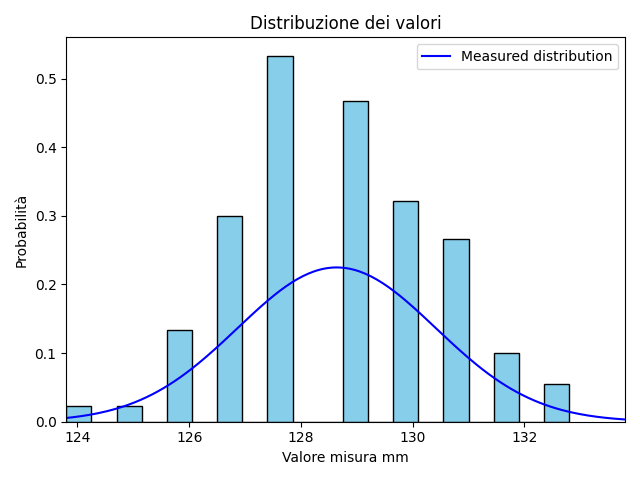 Distribuzione dei valori
Measured distribution
0.5
0.4
0.3
0.2
0.1
0.0
Probabilità
124 126 128 130 132
Valore misura mm